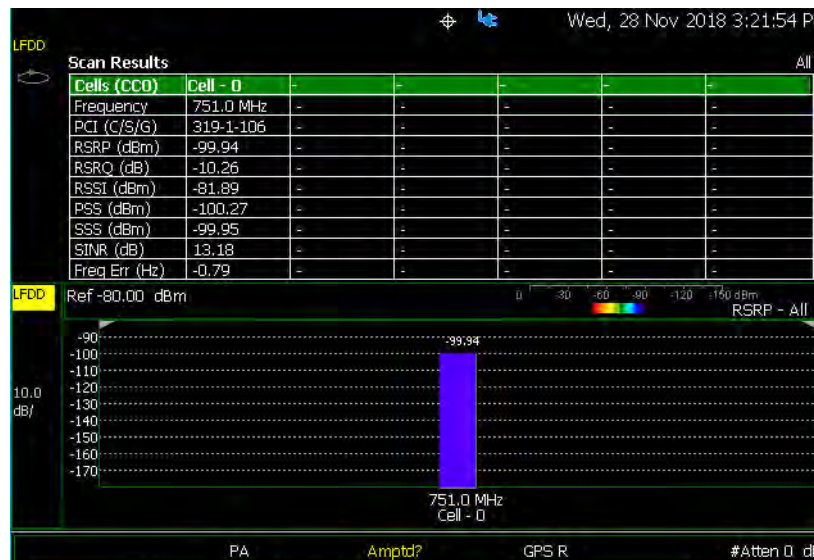 Wed, 28 Nov 2018 3:21:54 P
LFDD
Scan Results All
Cells (CC0) Cell - 0 - - - - -
Frequency 751.0 MHz - - - - -
PCI (C/S/G) 319-1-106 - - - - -
RSRP (dBm) -99.94 - - - - -
RSRQ (dB) -10.26 - - - - -
RSSI (dBm) -81.89 - - - - -
PSS (dBm) -100.27 - - - - -
SSS (dBm) -99.95 - - - - -
SINR (dB) 13.18 - - - - -
Freq Err (Hz) -0.79 - - - - -
LFDD Ref -80.00 dBm 0 -30 -60 -90 -120 -150 dBm
RSRP - All
-90
-99.94
-100
-110
-120
10.0
dB/
-130
-140
-150
-160
-170
751.0 MHz
Cell - 0
PA Amptd? GPS R #Atten 0 d